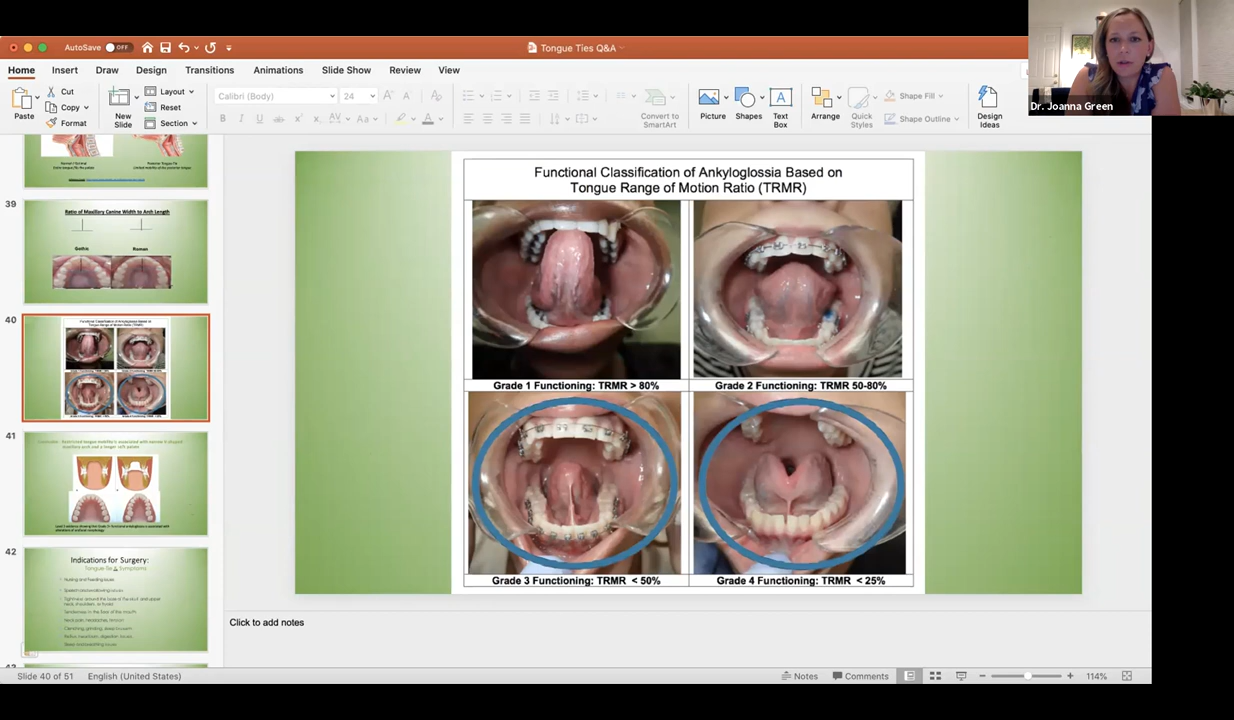 AutoSave OFF
Tongue Ties Q&A
Home Insert Draw Design Transitions Animations Slide Show Review View
Paste
Cut
Copy
Format
New Slide
Layout
Reset
Section
Calibri (Body) 24
Convert to SmartArt
Picture
Shapes
Text Box
Arrange
Quick Styles
Shape Fill
Shape Outline
Design Ideas
Dr. Joanna Green
39
Ratio of Maxillary Canine Width to Arch Length
Gothic Roman
40
41
42
Indications for Surgery:
Tongue-Tie & Symptoms
Functional Classification of Ankyloglossia Based on
Tongue Range of Motion Ratio (TRMR)
Grade 1 Functioning: TRMR > 80%
Grade 2 Functioning: TRMR 50-80%
Grade 3 Functioning: TRMR < 50%
Grade 4 Functioning: TRMR < 25%
Click to add notes
Slide 40 of 51 English (United States)
Notes Comments 114%